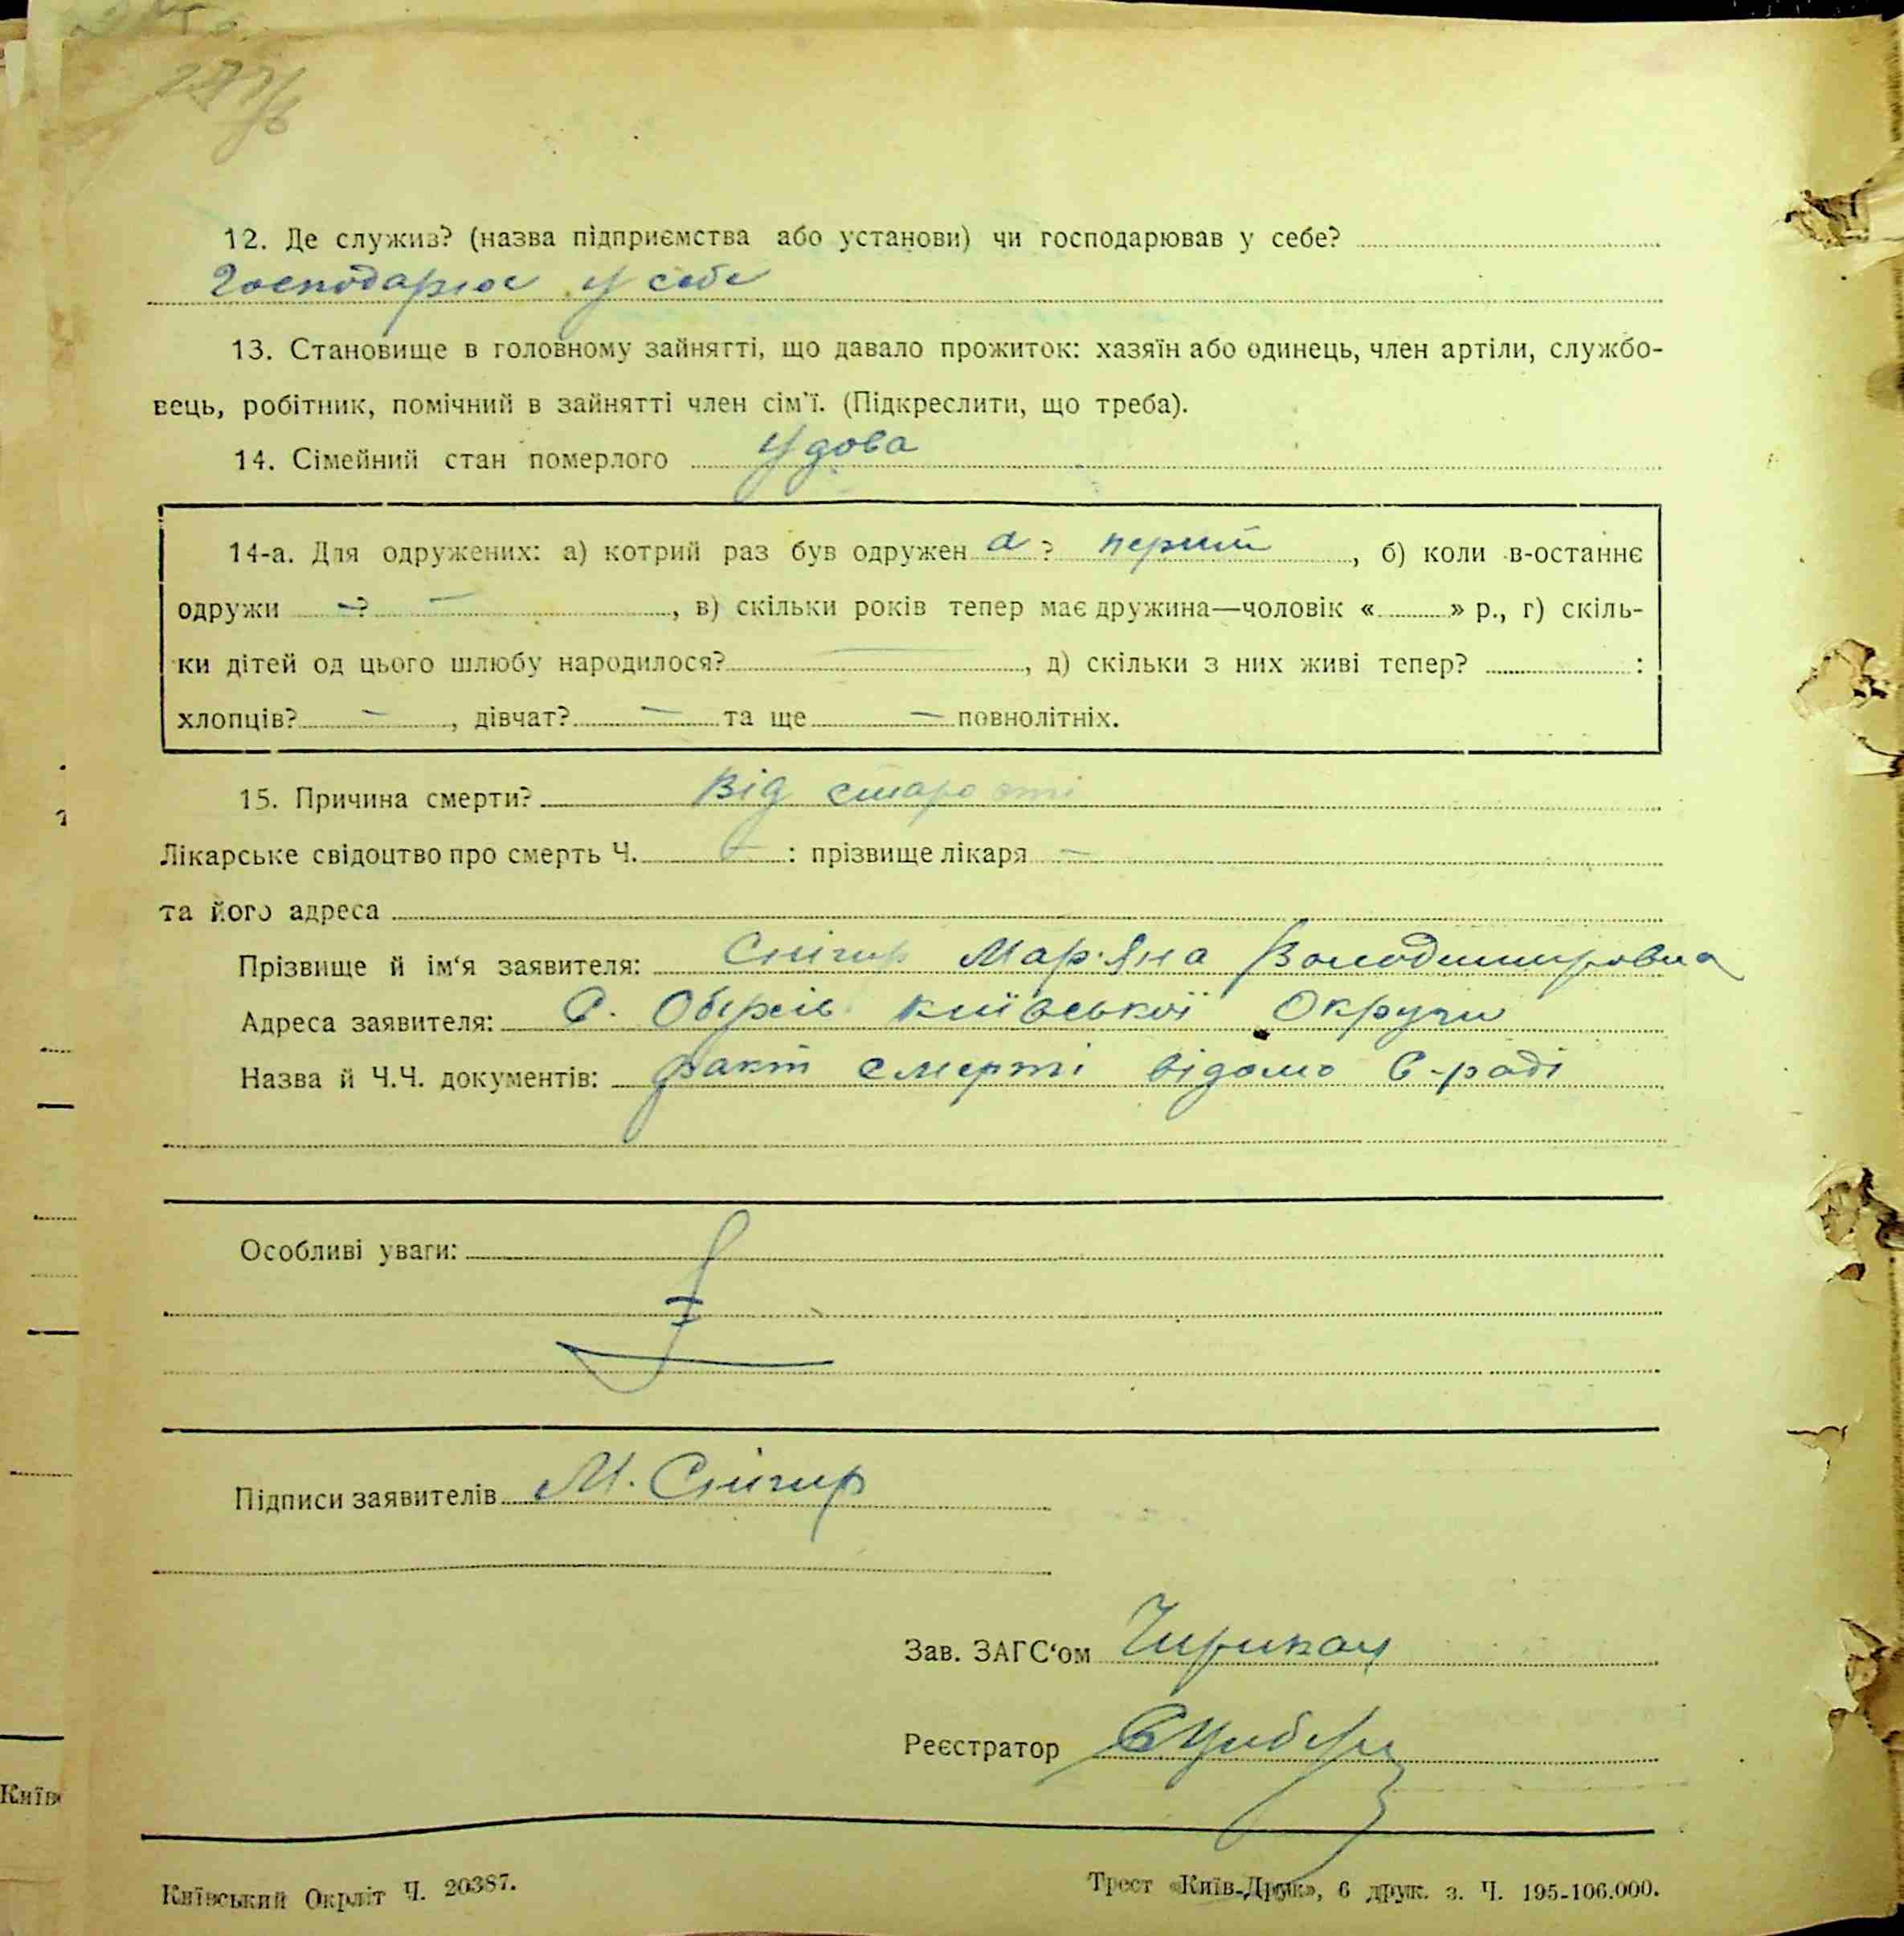 12. Де служив? (назва підприємства або установи) чи господарював у себе?
Господарює у себе
13. Становище в головному зайнятті, що давало прожиток: хазяїн або одинець, член артіли, службо-
вець, робітник, помічний в зайнятті член сім'ї. (Підкреслити, що треба).
14. Сімейний стан померлого Удова
14-а. Для одружених: а) котрий раз був одружен а? перший, б) коли в-останнє
одружи —? —, в) скільки років тепер має дружина—чоловік « » р., г) скіль-
ки дітей од цього шлюбу народилося? —, д) скільки з них живі тепер? :
хлопців? —, дівчат? — та ще — повнолітніх.
15. Причина смерти? Від старости
Лікарське свідоцтво про смерть Ч. — : прізвище лікаря —
та його адреса
Прізвище й ім'я заявителя: Снігир Мар'яна Володимировна
Адреса заявителя: С. київської Округи
Назва й Ч.Ч. документів: факт смерті відомо С-раді
Особливі уваги:
Підписи заявителів М. Снігир
Зав. ЗАГС'ом
Реєстратор
Київський Окрліт Ч. 20387.
Трест «Київ-Друк», 6 друк. з. Ч. 195-106.000.